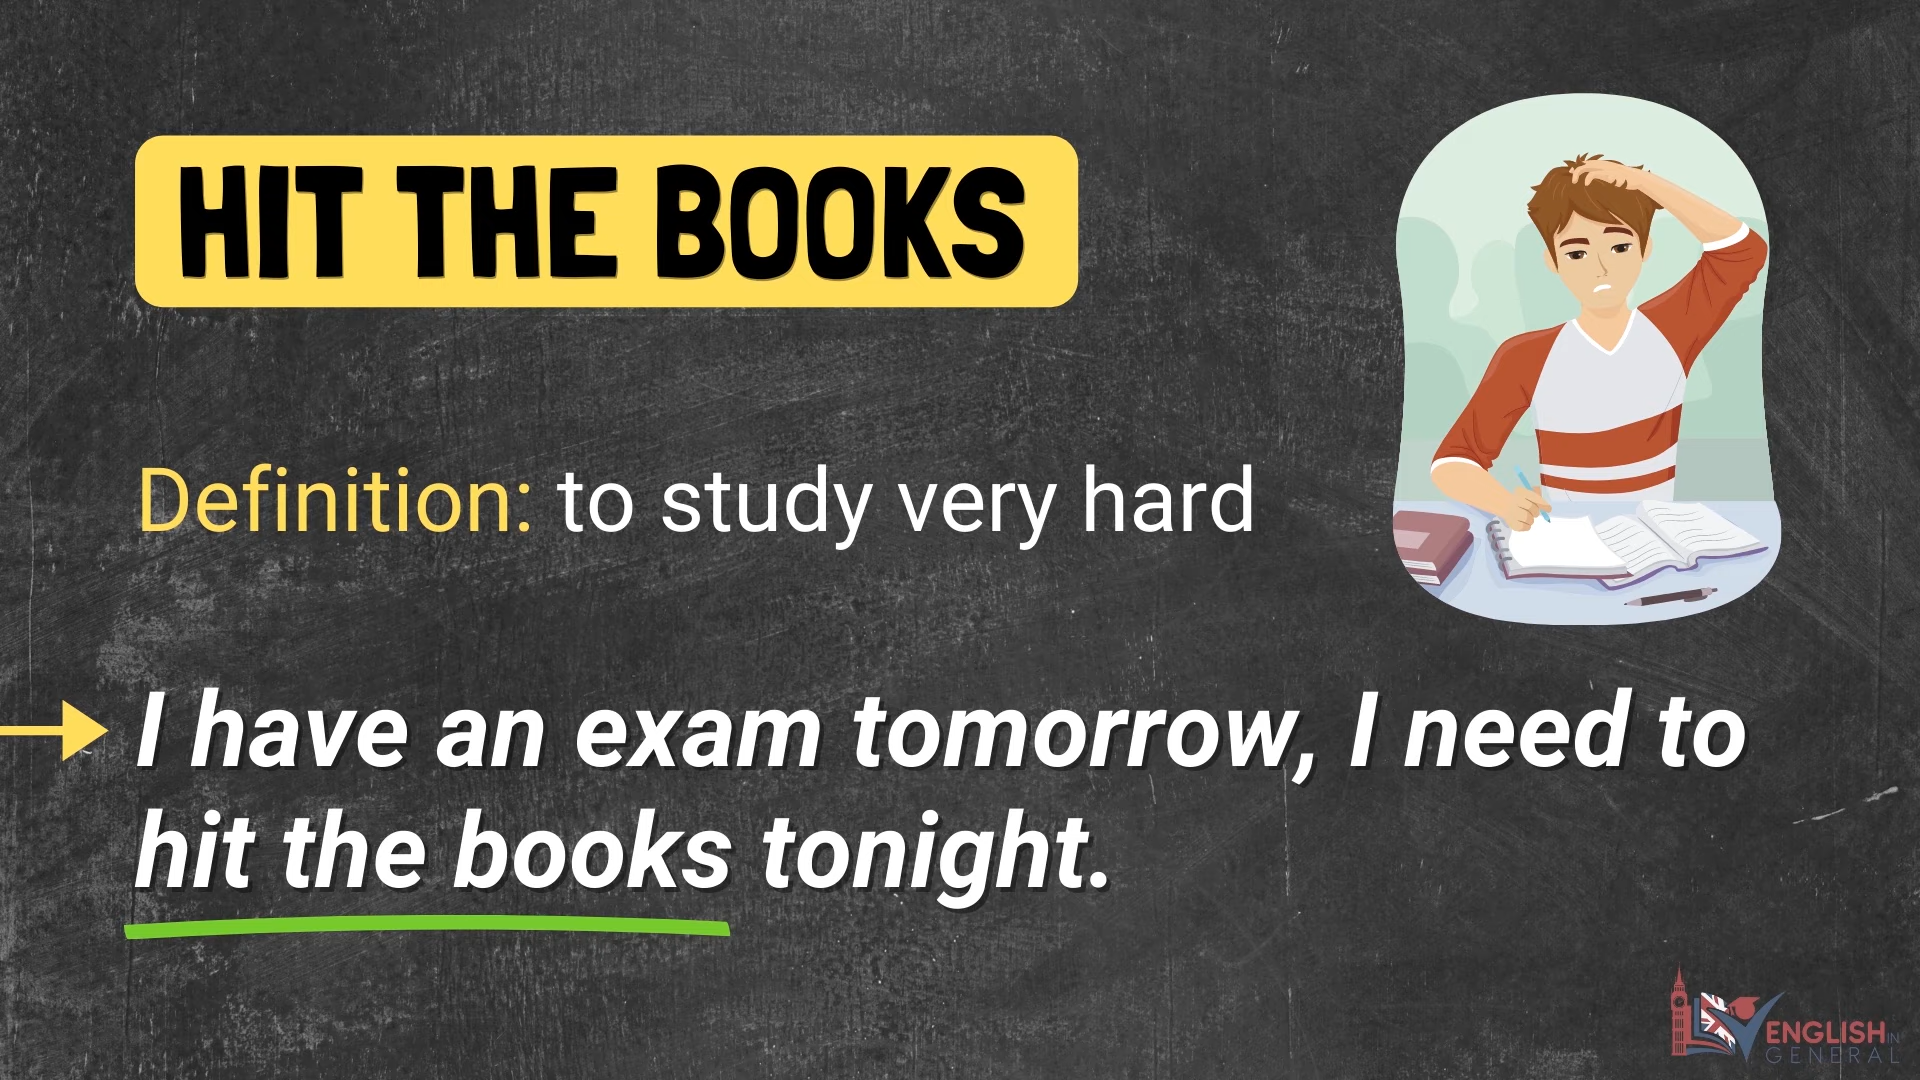 HIT THE BOOKS
Definition: to study very hard
I have an exam tomorrow, I need to
hit the books tonight.
ENGLISH IN
GENERAL